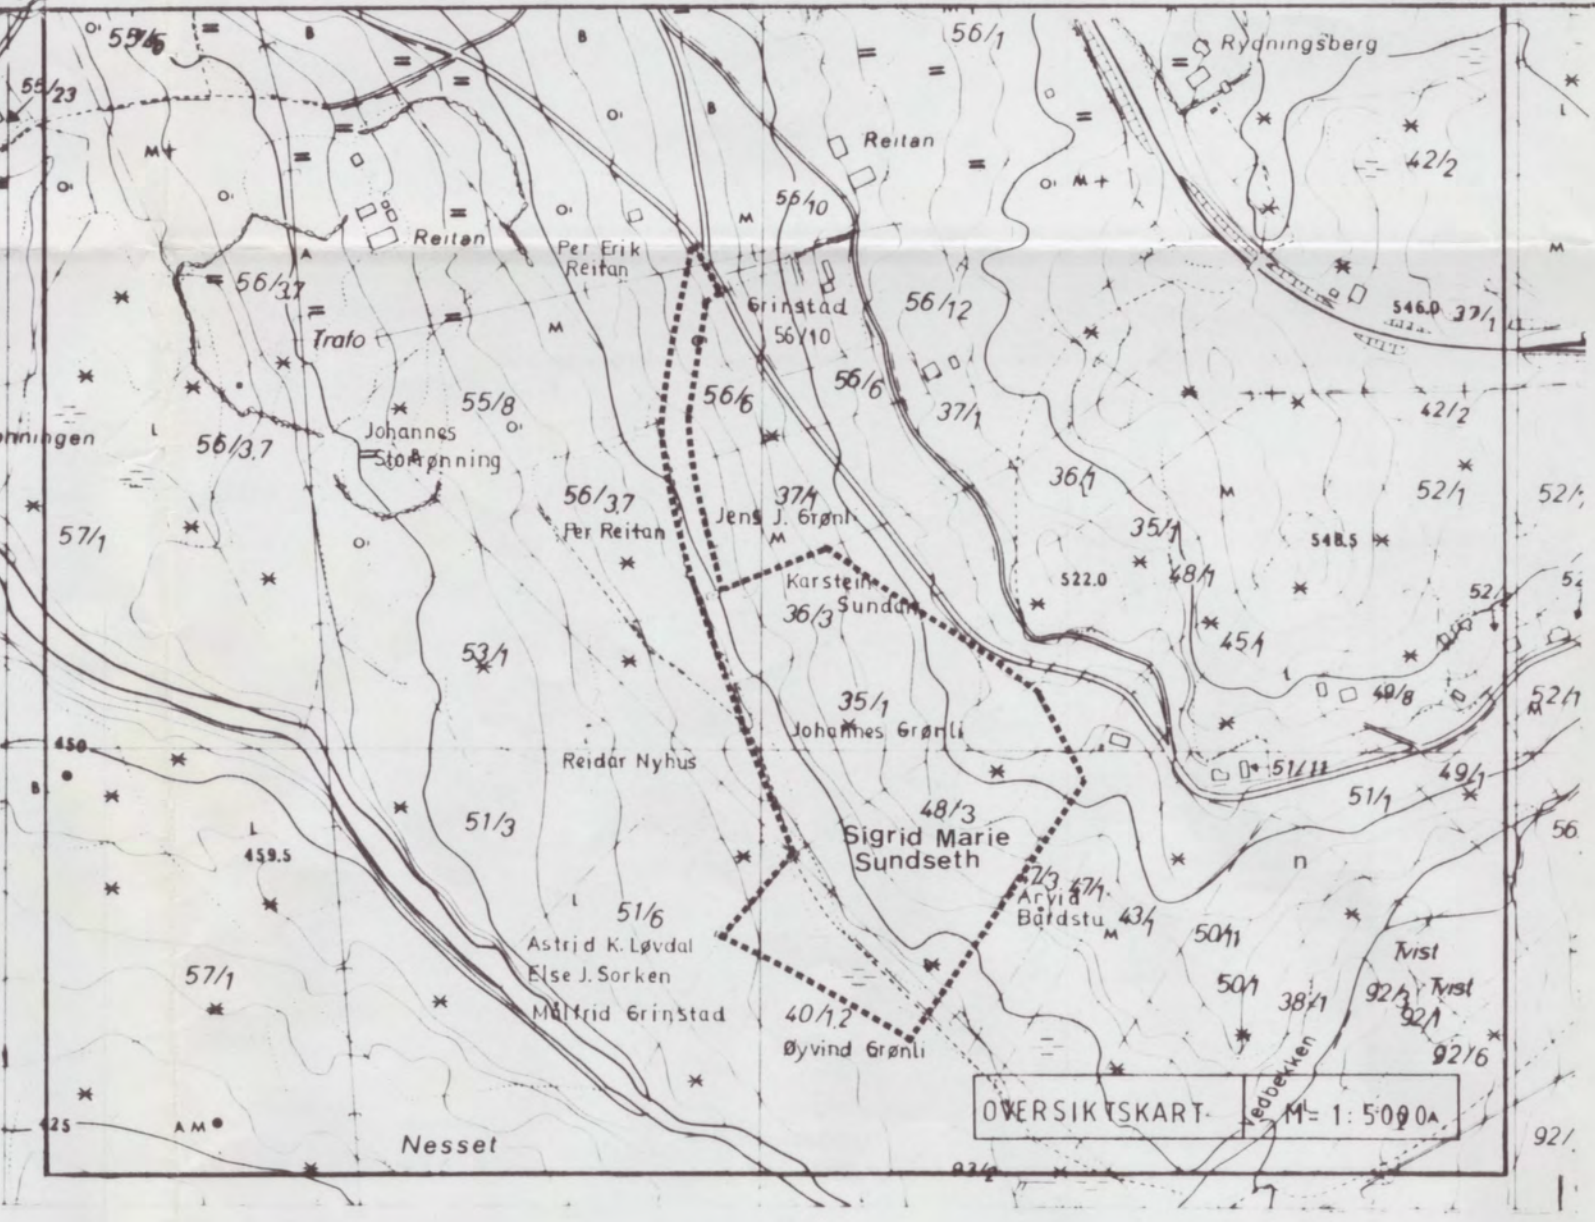 56/1
Rydningsberg
B
B
55/23
B
Reitan
42/2
M+
M+
56/10
M
Reitan
Per Erik
Reitan
A
M
56/3.7
Grinstad
56/12
546.0
37/1
Trafo
M
56/10
55/8
56/6
56/6
37/1
42/2
Johannes
Storrønning
L
56/3.7
36/1
52/1
M
56/3.7
37/1
57/1
Per Reitan
Jens J. Grønli
M
35/1
548.5
Karstein
Sundan
522.0
48/1
36/3
45/1
53/1
49/8
35/1
52/1
M
Johannes Grønli
450
Reidar Nyhus
51/11
49/1
B
51/1
48/3
51/3
Sigrid Marie
Sundseth
L
459.5
n
7/3 47/1
Arvid
Bardstu
43/1
M
L
51/6
50/11
Astrid K. Løvdal
Else J. Sorken
57/1
Tvist
50/1
38/1
92/3
Tvist
92/1
Målfrid Grinstad
40/1.2
Øyvind Grønli
92/6
Vedbekken
OVERSIKTSKART
M = 1:5000
A
425
A M
Nesset
93/2